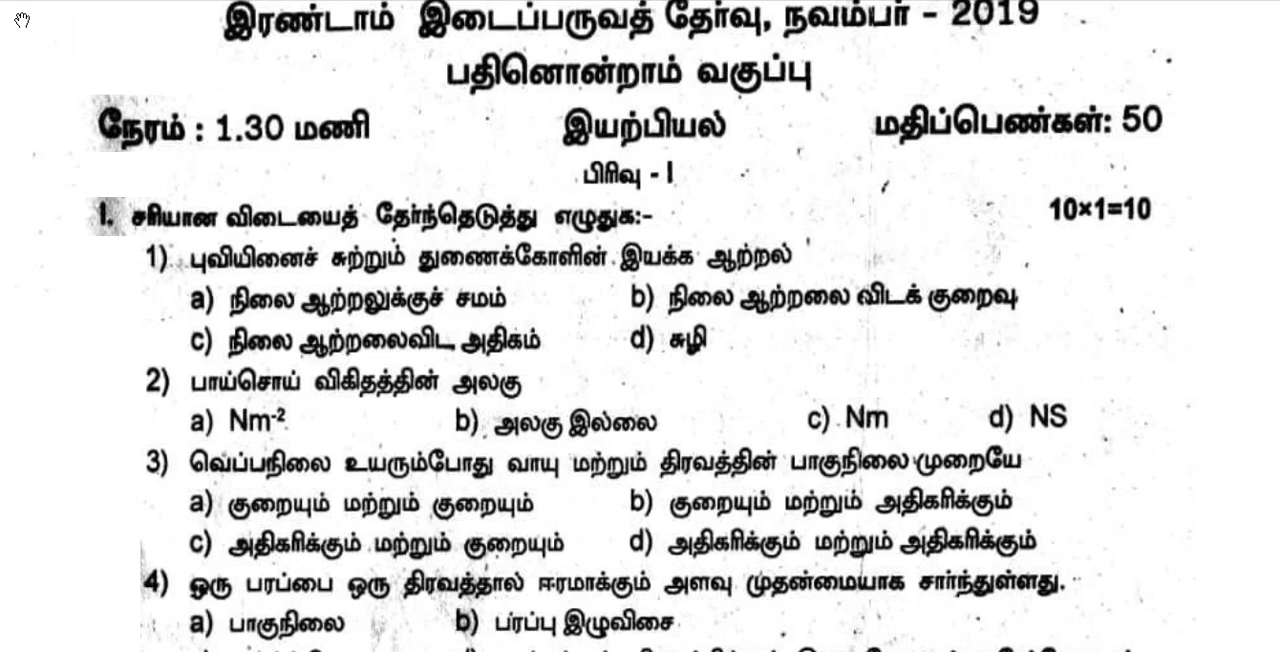 இரண்டாம் இடைப்பருவத் தேர்வு, நவம்பர் - 2019
பதினொன்றாம் வகுப்பு
நேரம் : 1.30 மணி இயற்பியல் மதிப்பெண்கள்: 50
பிரிவு - I
I. சரியான விடையைத் தேர்ந்தெடுத்து எழுதுக:- 10×1=10
1) புவியினைச் சுற்றும் துணைக்கோளின் இயக்க ஆற்றல்
a) நிலை ஆற்றலுக்குச் சமம் b) நிலை ஆற்றலை விடக் குறைவு
c) நிலை ஆற்றலைவிட அதிகம் d) சுழி
2) பாய்சொய் விகிதத்தின் அலகு
a) Nm⁻² b) அலகு இல்லை c) Nm d) NS
3) வெப்பநிலை உயரும்போது வாயு மற்றும் திரவத்தின் பாகுநிலை முறையே
a) குறையும் மற்றும் குறையும் b) குறையும் மற்றும் அதிகரிக்கும்
c) அதிகரிக்கும் மற்றும் குறையும் d) அதிகரிக்கும் மற்றும் அதிகரிக்கும்
4) ஒரு பரப்பை ஒரு திரவத்தால் ஈரமாக்கும் அளவு முதன்மையாக சார்ந்துள்ளது.
a) பாகுநிலை b) பரப்பு இழுவிசை